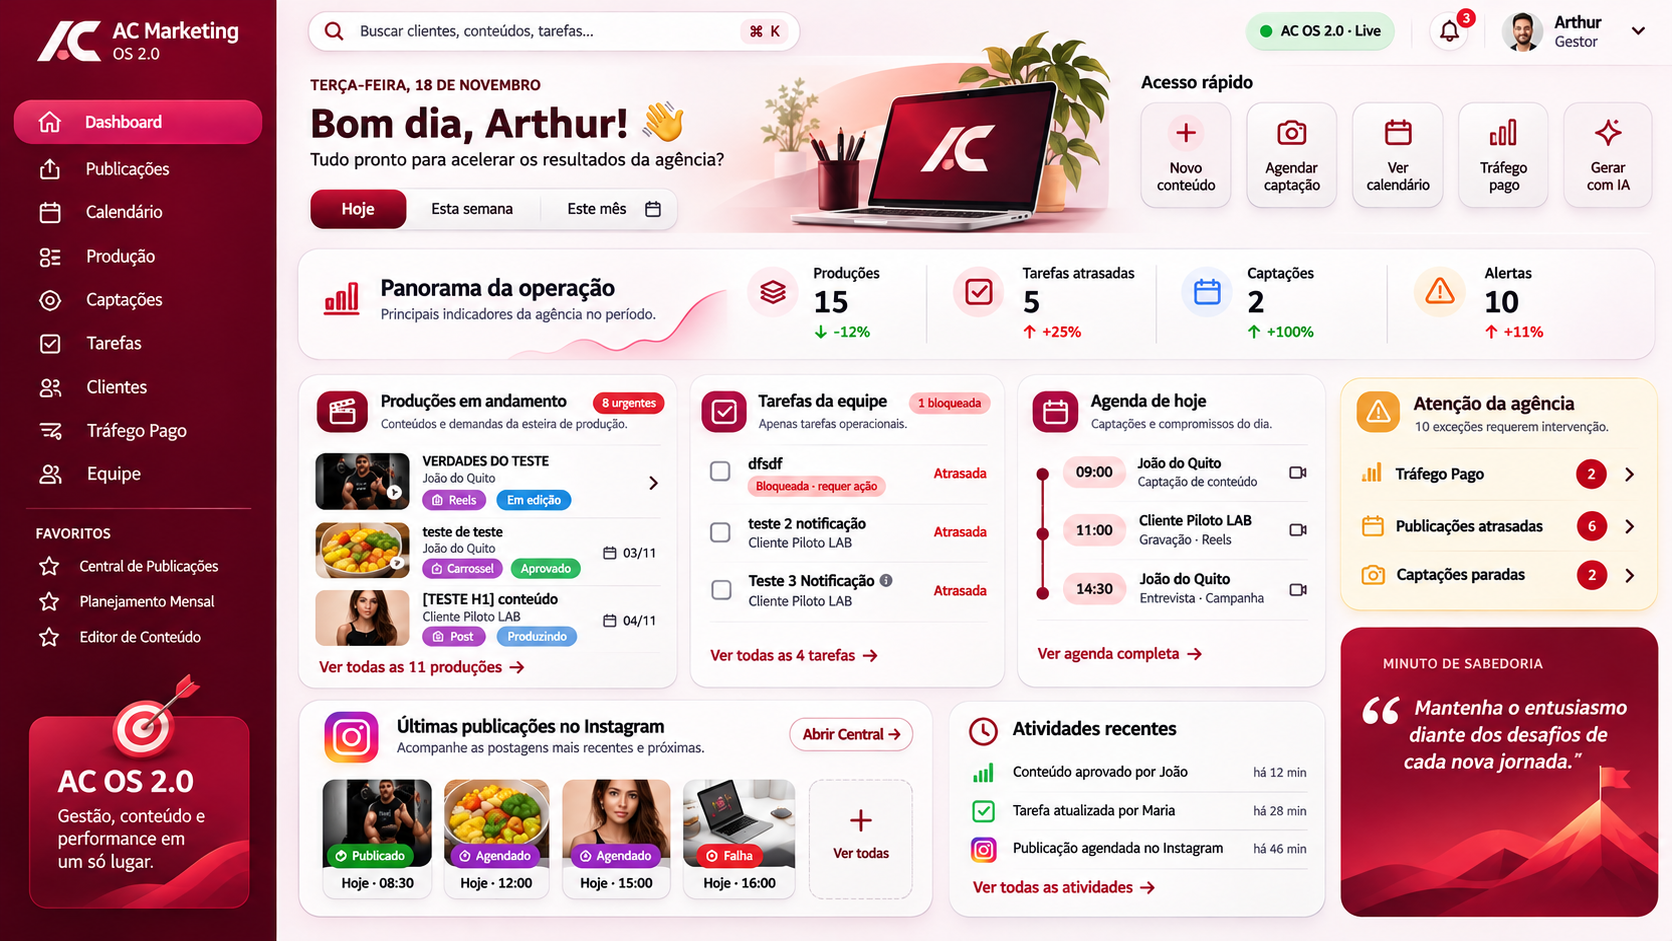 AC Marketing
OS 2.0
Dashboard
Publicações
Calendário
Produção
Captações
Tarefas
Clientes
Tráfego Pago
Equipe
FAVORITOS
Central de Publicações
Planejamento Mensal
Editor de Conteúdo
AC OS 2.0
Gestão, conteúdo e
performance em
um só lugar.
Buscar clientes, conteúdos, tarefas...
⌘ K
AC OS 2.0 · Live
3
Arthur
Gestor
TERÇA-FEIRA, 18 DE NOVEMBRO
Bom dia, Arthur! 👋
Tudo pronto para acelerar os resultados da agência?
Hoje
Esta semana
Este mês
AC
Acesso rápido
Novo
conteúdo
Agendar
captação
Ver
calendário
Tráfego
pago
Gerar
com IA
Panorama da operação
Principais indicadores da agência no período.
Produções
15
↓ -12%
Tarefas atrasadas
5
↑ +25%
Captações
2
↑ +100%
Alertas
10
↑ +11%
Produções em andamento
8 urgentes
Conteúdos e demandas da esteira de produção.
VERDADES DO TESTE
João do Quito
Reels
Em edição
teste de teste
João do Quito
Carrossel
Aprovado
03/11
[TESTE H1] conteúdo
Cliente Piloto LAB
Post
Produzindo
04/11
Ver todas as 11 produções →
Tarefas da equipe
1 bloqueada
Apenas tarefas operacionais.
dfsdf
Bloqueada · requer ação
Atrasada
teste 2 notificação
Cliente Piloto LAB
Atrasada
Teste 3 Notificação
Cliente Piloto LAB
Atrasada
Ver todas as 4 tarefas →
Agenda de hoje
Captações e compromissos do dia.
09:00
João do Quito
Captação de conteúdo
11:00
Cliente Piloto LAB
Gravação · Reels
14:30
João do Quito
Entrevista · Campanha
Ver agenda completa →
Atenção da agência
10 exceções requerem intervenção.
Tráfego Pago
2
Publicações atrasadas
6
Captações paradas
2
Últimas publicações no Instagram
Acompanhe as postagens mais recentes e próximas.
Abrir Central →
Publicado
Hoje · 08:30
Agendado
Hoje · 12:00
Agendado
Hoje · 15:00
Falha
Hoje · 16:00
Ver todas
Atividades recentes
Conteúdo aprovado por João
há 12 min
Tarefa atualizada por Maria
há 28 min
Publicação agendada no Instagram
há 46 min
Ver todas as atividades →
MINUTO DE SABEDORIA
“ Mantenha o entusiasmo
diante dos desafios de
cada nova jornada.”